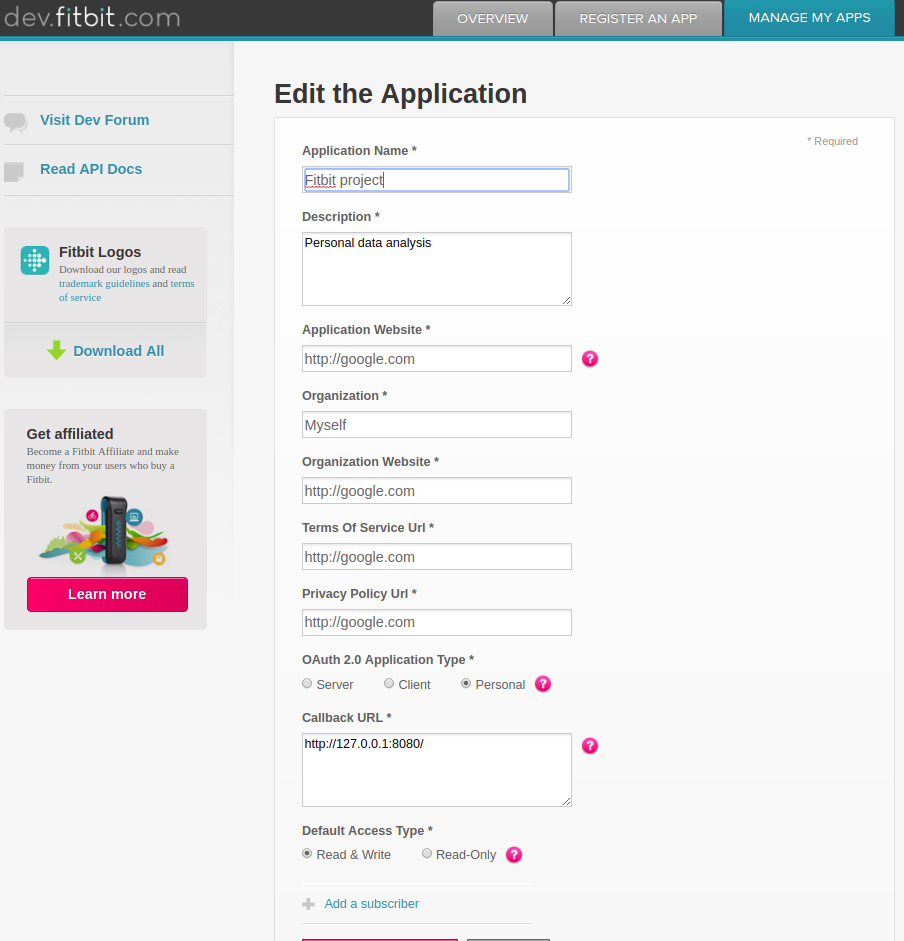 dev.fitbit.com
OVERVIEW
REGISTER AN APP
MANAGE MY APPS
Visit Dev Forum
Read API Docs
Fitbit Logos
Download our logos and read
trademark guidelines and terms
of service
Download All
Get affiliated
Become a Fitbit Affiliate and make
money from your users who buy a
Fitbit.
Learn more
Edit the Application
* Required
Application Name *
Fitbit project
Description *
Personal data analysis
Application Website *
http://google.com
?
Organization *
Myself
Organization Website *
http://google.com
Terms Of Service Url *
http://google.com
Privacy Policy Url *
http://google.com
OAuth 2.0 Application Type *
Server Client Personal ?
Callback URL *
http://127.0.0.1:8080/
?
Default Access Type *
Read & Write Read-Only ?
Add a subscriber